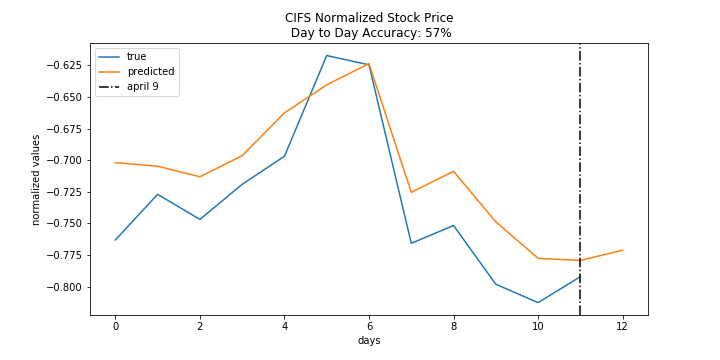 CIFS Normalized Stock Price
Day to Day Accuracy: 57%
true
predicted
april 9
normalized values
−0.625
−0.650
−0.675
−0.700
−0.725
−0.750
−0.775
−0.800
0 2 4 6 8 10 12
days